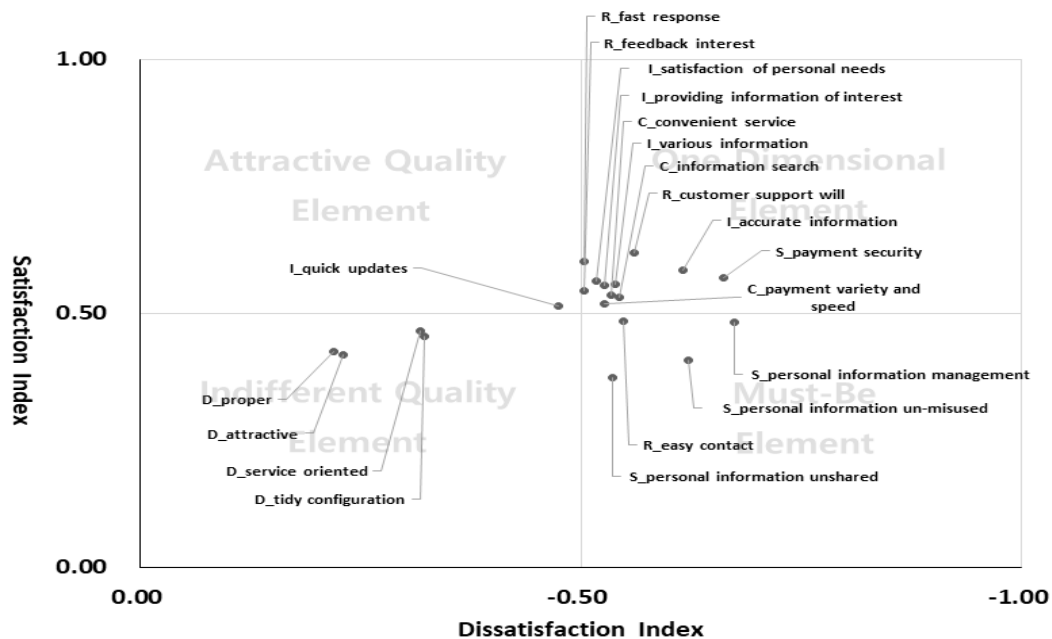 R_fast response
R_feedback interest
1.00
I_satisfaction of personal needs
I_providing information of interest
C_convenient service
I_various information
Attractive Quality
Element
One Dimensional
Element
C_information search
R_customer support will
I_accurate information
S_payment security
I_quick updates
C_payment variety and
speed
0.50
Satisfaction Index
S_personal information management
Indifferent Quality
Element
Must-Be
Element
D_proper
S_personal information un-misused
D_attractive
R_easy contact
D_service oriented
S_personal information unshared
D_tidy configuration
0.00
0.00
-0.50
-1.00
Dissatisfaction Index